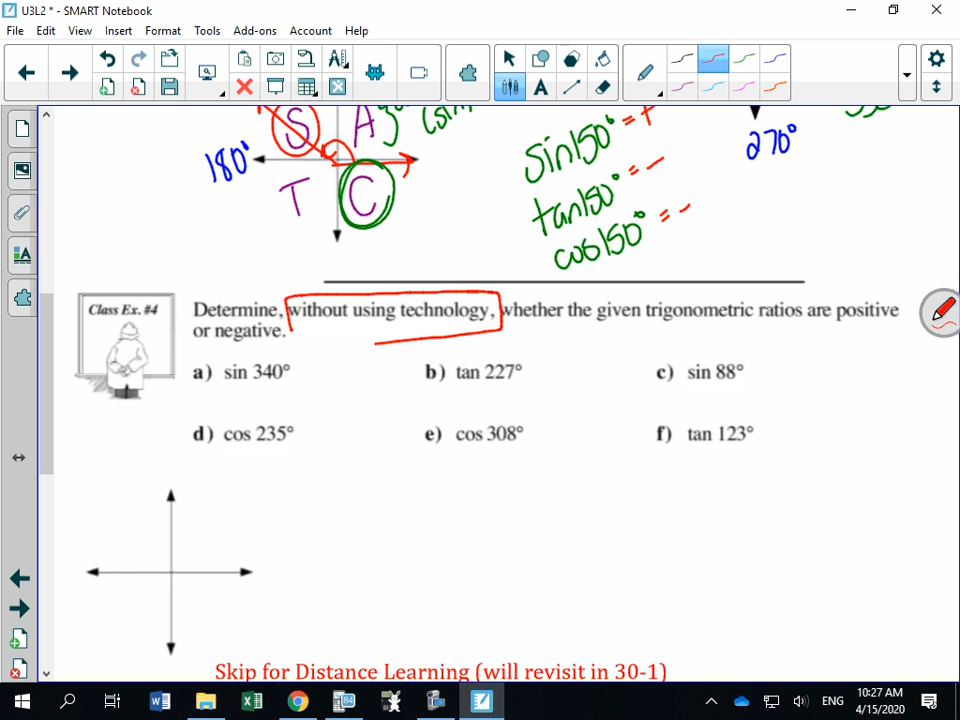 U3L2 * - SMART Notebook
File Edit View Insert Format Tools Add-ons Account Help
S A
180°
T C
sin150° = +
tan150° = -
cos150° = -
270°
Class Ex. #4
Determine, without using technology, whether the given trigonometric ratios are positive
or negative.
a) sin 340° b) tan 227° c) sin 88°
d) cos 235° e) cos 308° f) tan 123°
Skip for Distance Learning (will revisit in 30-1)
ENG
10:27 AM
4/15/2020